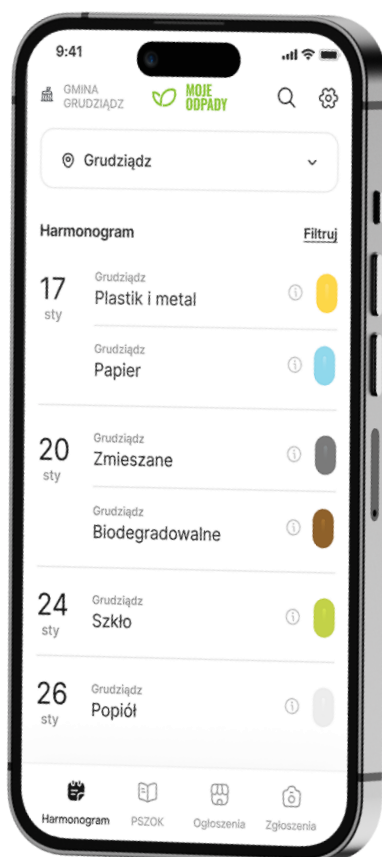 9:41
GMINA
GRUDZIĄDZ
MOJE
ODPADY
Grudziądz
Harmonogram
Filtruj
17
sty
Grudziądz
Plastik i metal
Grudziądz
Papier
20
sty
Grudziądz
Zmieszane
Grudziądz
Biodegradowalne
24
sty
Grudziądz
Szkło
26
sty
Grudziądz
Popiół
Harmonogram
PSZOK
Ogłoszenia
Zgłoszenia